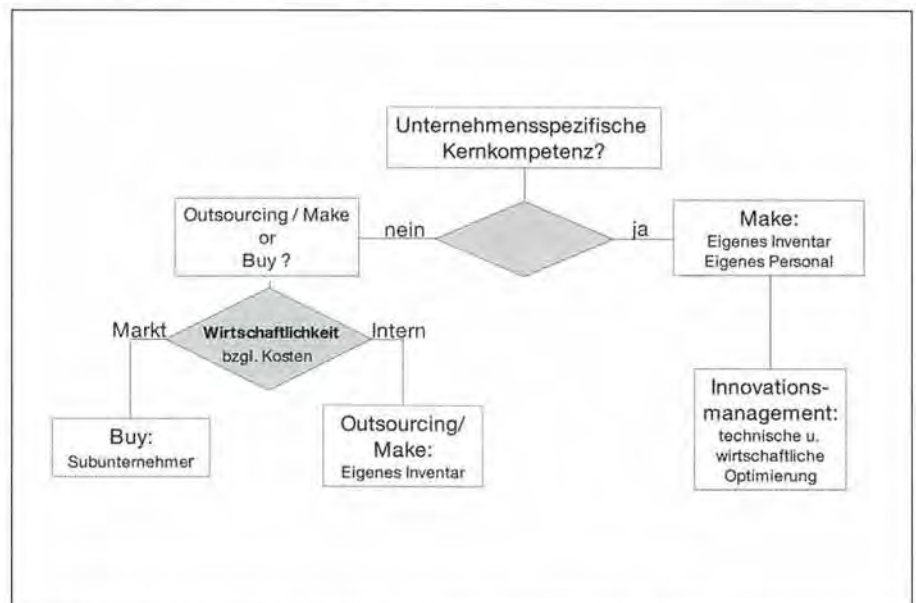 Unternehmensspezifische
Kernkompetenz?
Outsourcing / Make
or
Buy ?
nein
ja
Make:
Eigenes Inventar
Eigenes Personal
Markt
Wirtschaftlichkeit
bzgl. Kosten
Intern
Buy:
Subunternehmer
Outsourcing/
Make:
Eigenes Inventar
Innovations-
management:
technische u.
wirtschaftliche
Optimierung